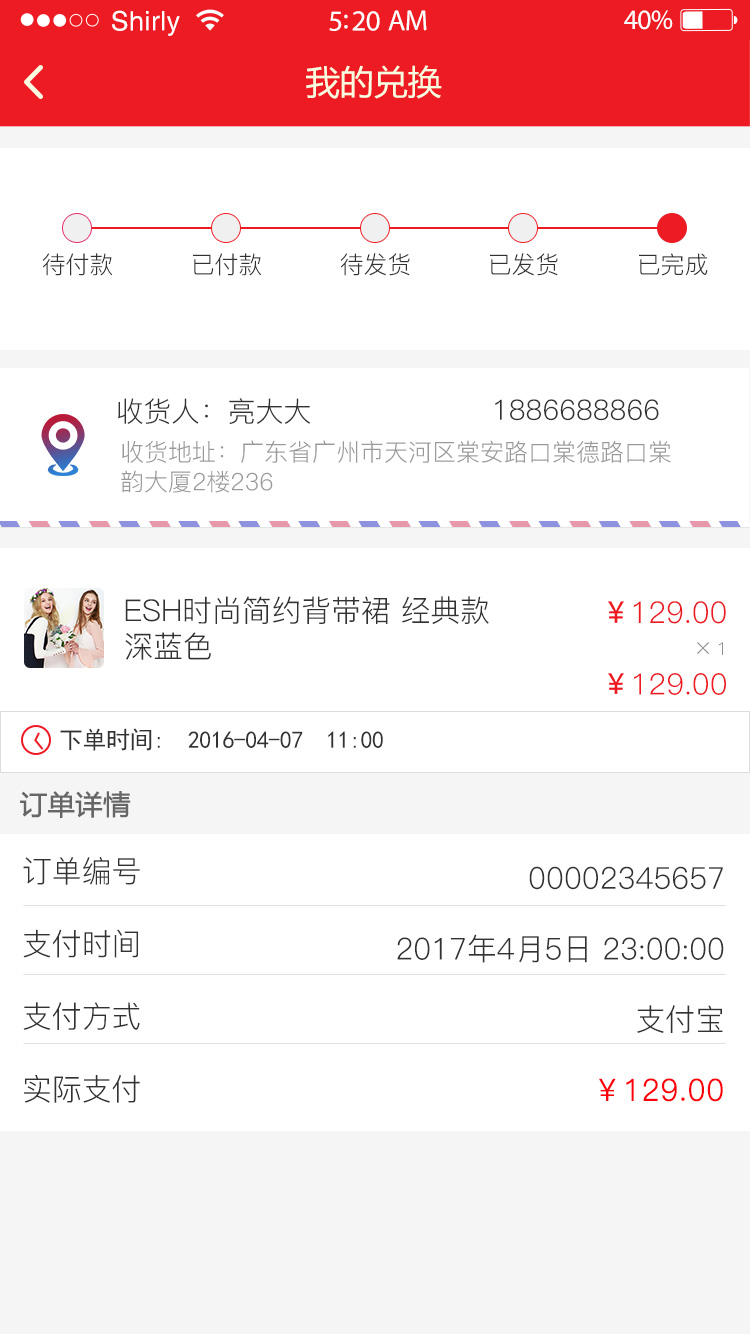 Shirly 5:20 AM 40%
我的兑换
待付款 已付款 待发货 已发货 已完成
收货人：亮大大 1886688866
收货地址：广东省广州市天河区棠安路口棠德路口棠
韵大厦2楼236
ESH时尚简约背带裙 经典款 ¥129.00
深蓝色 ×1
¥129.00
下单时间： 2016-04-07 11:00
订单详情
订单编号 00002345657
支付时间 2017年4月5日 23:00:00
支付方式 支付宝
实际支付 ¥129.00